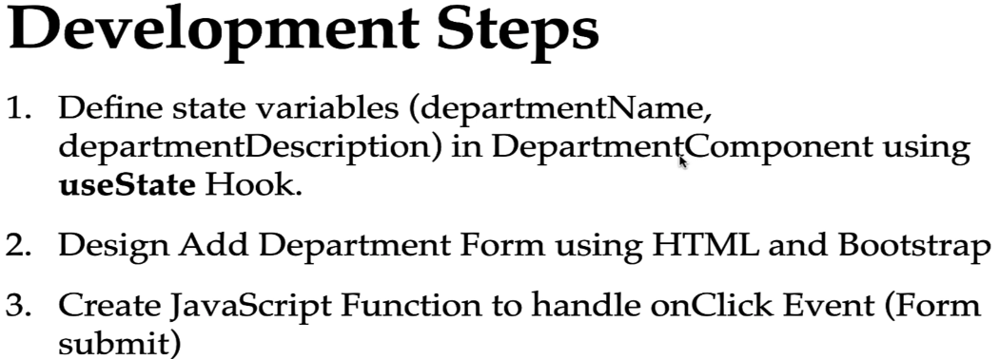 Development Steps
1. Define state variables (departmentName,
departmentDescription) in DepartmentComponent using
useState Hook.
2. Design Add Department Form using HTML and Bootstrap
3. Create JavaScript Function to handle onClick Event (Form
submit)